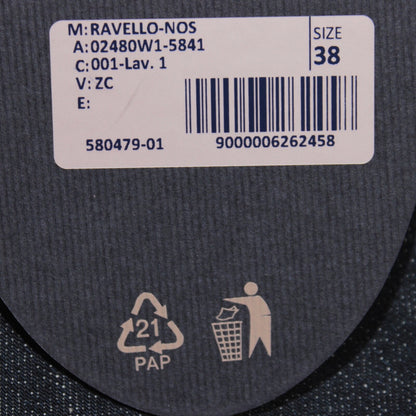 M: RAVELLO-NOS
A: 02480W1-5841
C: 001-Lav. 1
V: ZC
E:
SIZE
38
580479-01
9000006262458
21
PAP